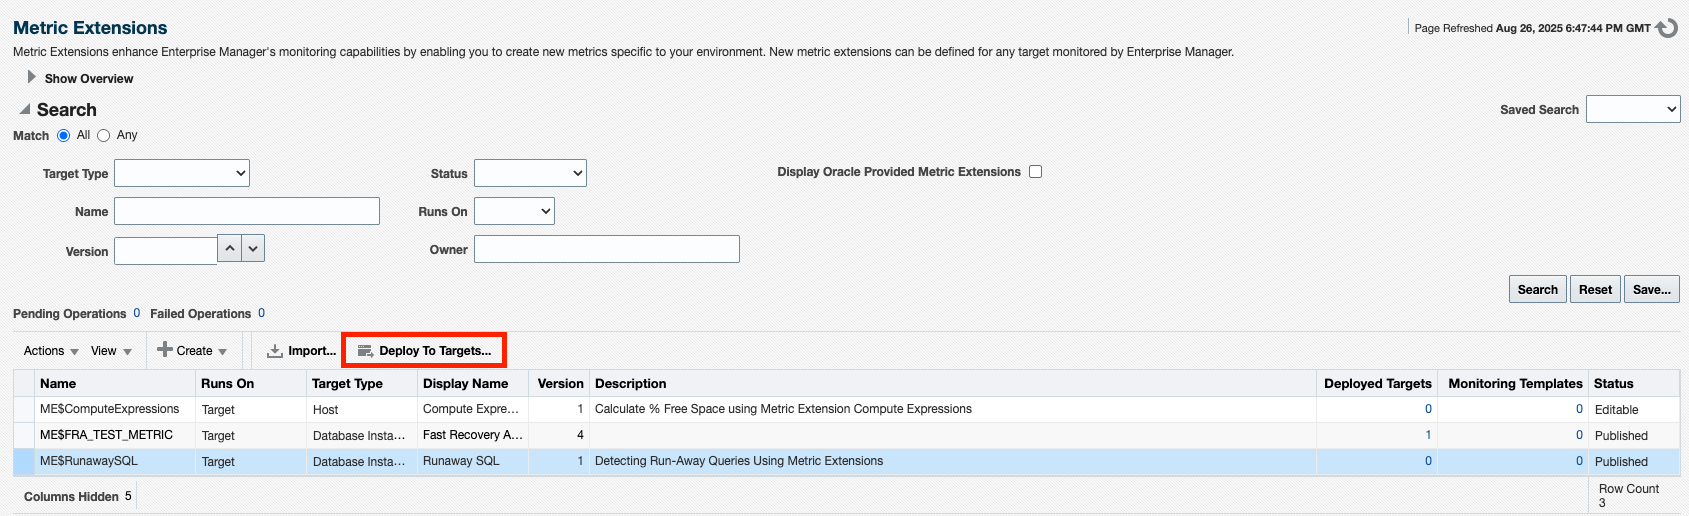 Metric Extensions
Page Refreshed Aug 26, 2025 6:47:44 PM GMT
Metric Extensions enhance Enterprise Manager's monitoring capabilities by enabling you to create new metrics specific to your environment. New metric extensions can be defined for any target monitored by Enterprise Manager.
Show Overview
Search
Saved Search
Match All Any
Target Type Status Display Oracle Provided Metric Extensions
Name Runs On
Version Owner
Search Reset Save...
Pending Operations 0 Failed Operations 0
Actions View Create Import... Deploy To Targets...
Name Runs On Target Type Display Name Version Description Deployed Targets Monitoring Templates Status
ME$ComputeExpressions Target Host Compute Expre... 1 Calculate % Free Space using Metric Extension Compute Expressions 0 0 Editable
ME$FRA_TEST_METRIC Target Database Insta... Fast Recovery A... 4 1 0 Published
ME$RunawaySQL Target Database Insta... Runaway SQL 1 Detecting Run-Away Queries Using Metric Extensions 0 0 Published
Columns Hidden 5
Row Count
3